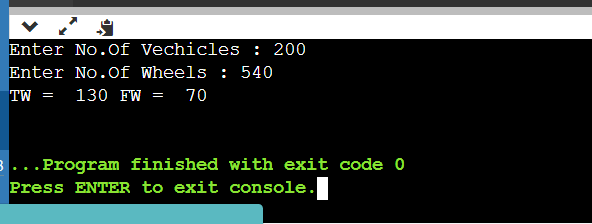 Enter No.Of Vechicles : 200
Enter No.Of Wheels : 540
TW =  130 FW =  70
...Program finished with exit code 0
Press ENTER to exit console.